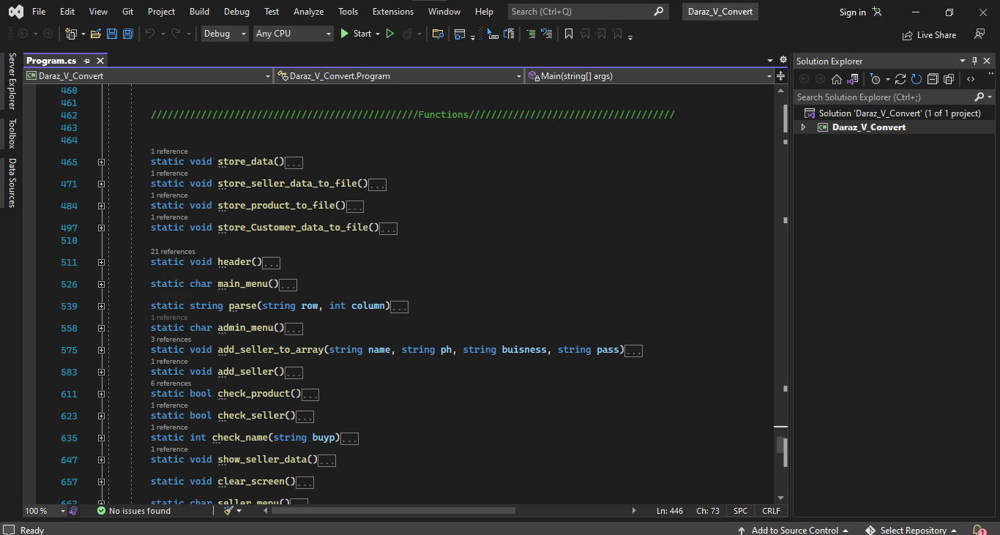 File Edit View Git Project Build Debug Test Analyze Tools Extensions Window Help Search (Ctrl+Q) Daraz_V_Convert Sign in
Debug Any CPU Start Live Share
Server Explorer
Toolbox
Data Sources
Program.cs
C# Daraz_V_Convert Daraz_V_Convert.Program Main(string[] args)
460
461
462 ////////////////////////////////////////////////Functions/////////////////////////////////////
463
464
1 reference
465 static void store_data()...
1 reference
471 static void store_seller_data_to_file()...
1 reference
484 static void store_product_to_file()...
1 reference
497 static void store_Customer_data_to_file()...
510
21 references
511 static void header()...
526 static char main_menu()...
539 static string parse(string row, int column)...
1 reference
558 static char admin_menu()...
3 references
575 static void add_seller_to_array(string name, string ph, string buisness, string pass)...
1 reference
583 static void add_seller()...
6 references
611 static bool check_product()...
1 reference
623 static bool check_seller()...
1 reference
635 static int check_name(string buyp)...
1 reference
647 static void show_seller_data()...
657 static void clear_screen()...
663 static char seller_menu()...
100 % No issues found Ln: 446 Ch: 73 SPC CRLF
Solution Explorer
Search Solution Explorer (Ctrl+;)
Solution 'Daraz_V_Convert' (1 of 1 project)
C# Daraz_V_Convert
Ready Add to Source Control Select Repository 1